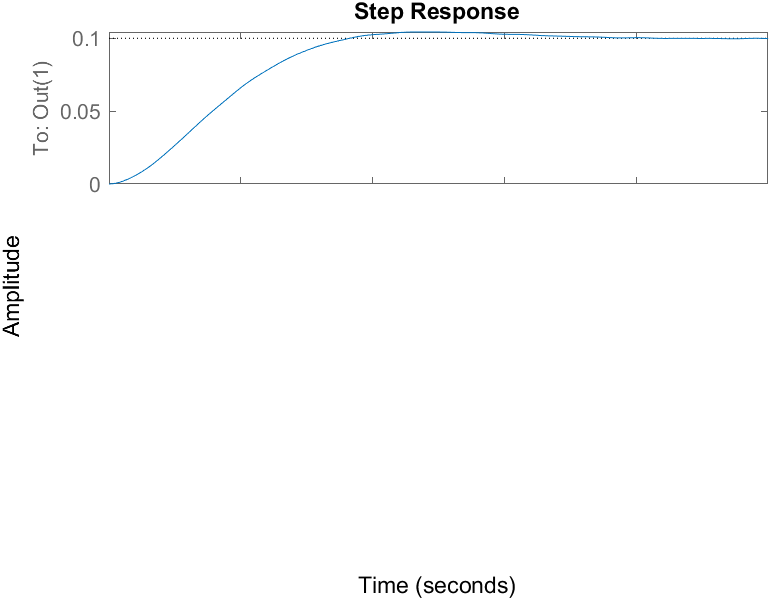 Step Response
To: Out(1)
0.1
0.05
0
Amplitude
Time (seconds)